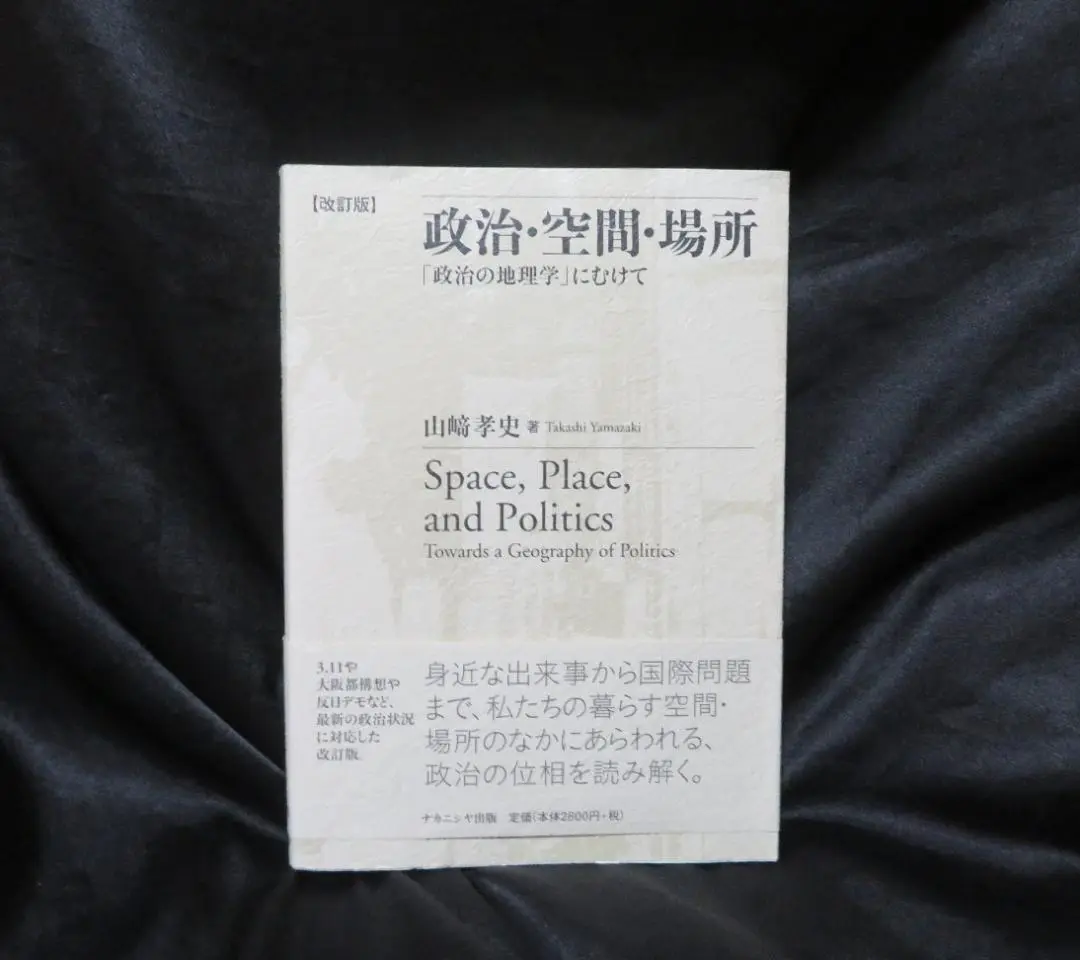 【改訂版】
政治・空間・場所
「政治の地理学」にむけて
山﨑孝史 著 Takashi Yamazaki
Space, Place,
and Politics
Towards a Geography of Politics
3.11や
大阪都構想や
反日デモなど、
最新の政治状況
に対応した
改訂版。
身近な出来事から国際問題
まで、私たちの暮らす空間・
場所のなかにあらわれる、
政治の位相を読み解く。
ナカニシヤ出版 定価(本体2800円+税)